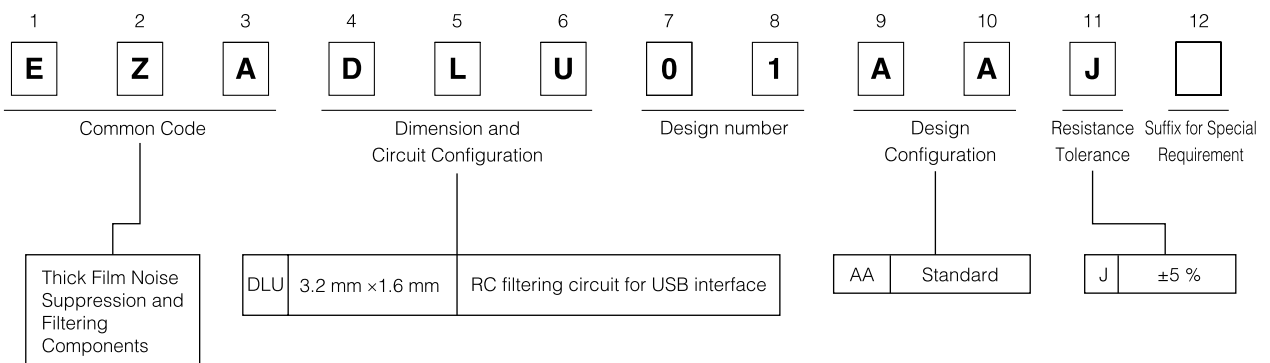 1 2 3 4 5 6 7 8 9 10 11 12
E Z A D L U 0 1 A A J
Common Code
Dimension and
Circuit Configuration
Design number
Design
Configuration
Resistance
Tolerance
Suffix for Special
Requirement
Thick Film Noise
Suppression and
Filtering
Components
DLU 3.2 mm ×1.6 mm RC filtering circuit for USB interface
AA Standard
J ±5 %